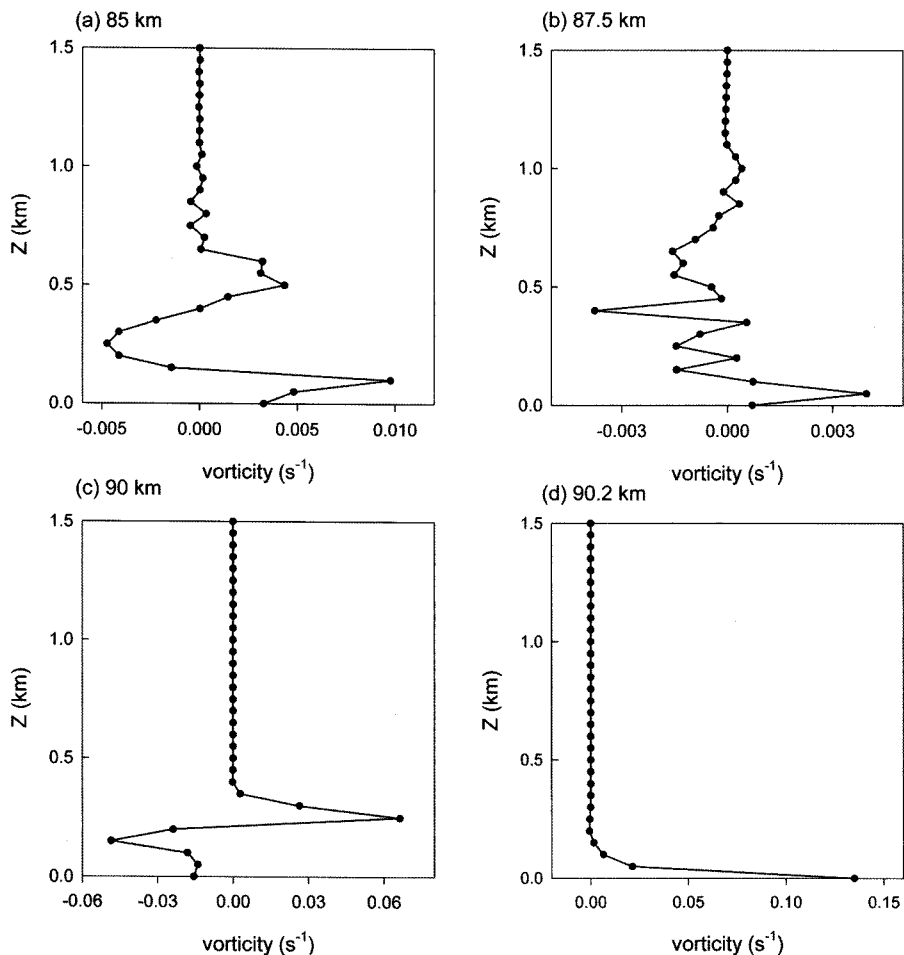 (a) 85 km
(b) 87.5 km
1.5
1.0
0.5
0.0
Z (km)
-0.005
0.000
0.005
0.010
vorticity (s⁻¹)
1.5
1.0
0.5
0.0
Z (km)
-0.003
0.000
0.003
vorticity (s⁻¹)
(c) 90 km
(d) 90.2 km
1.5
1.0
0.5
0.0
Z (km)
-0.06
-0.03
0.00
0.03
0.06
vorticity (s⁻¹)
1.5
1.0
0.5
0.0
Z (km)
0.00
0.05
0.10
0.15
vorticity (s⁻¹)